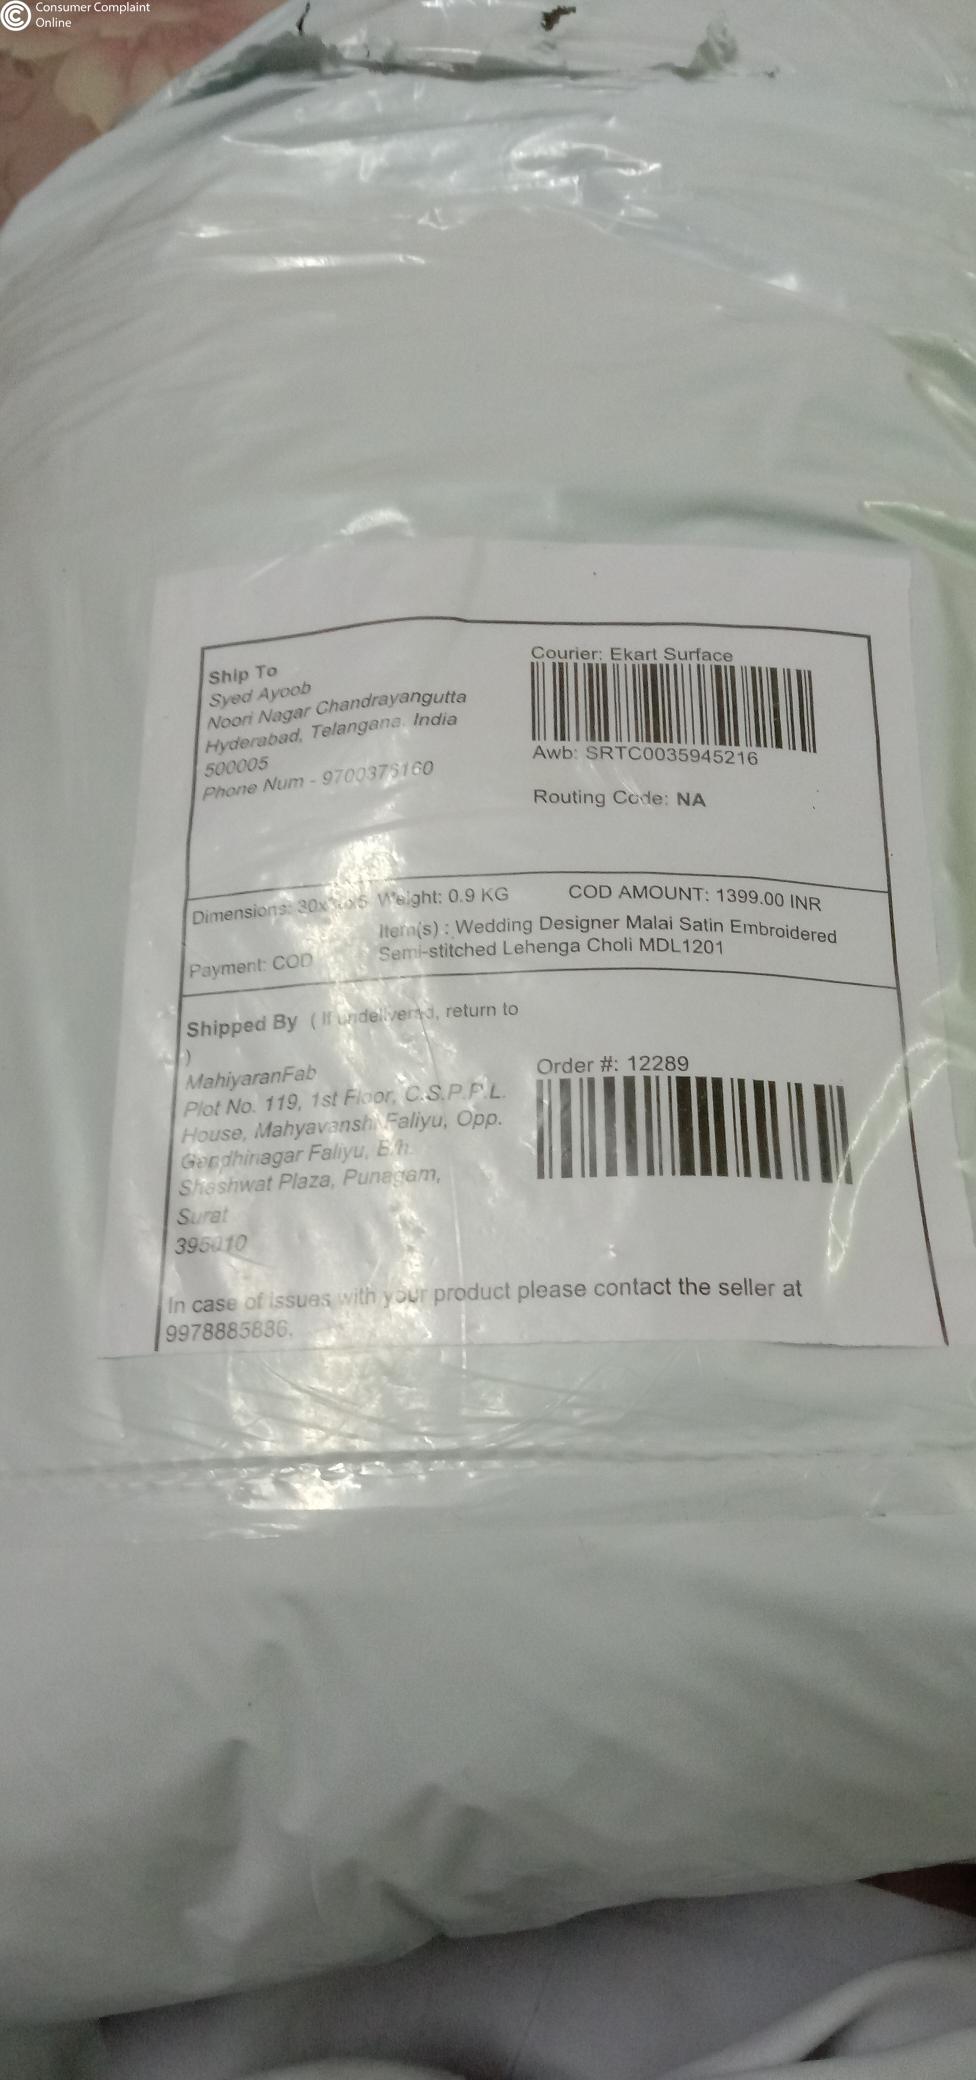 Consumer Complaint
Online
Ship To
Syed Ayoob
Noori Nagar Chandrayangutta
Hyderabad, Telangana. India
500005
Phone Num - 9700376160
Courier: Ekart Surface
Awb: SRTC0035945216
Routing Code: NA
Dimensions: Weight: 0.9 KG
COD AMOUNT: 1399.00 INR
Payment: COD
Item(s) : Wedding Designer Malai Satin Embroidered
Semi-stitched Lehenga Choli MDL1201
Shipped By ( If undelivered, return to
)
MahiyaranFab
Plot No. 119, 1st Floor, C.S.P.P.L.
House, Mahyavanshi Faliyu, Opp.
Gandhinagar Faliyu, B/h.
Shashwat Plaza, Punagam,
Surat
395010
Order #: 12289
In case of issues with your product please contact the seller at
9978885836.